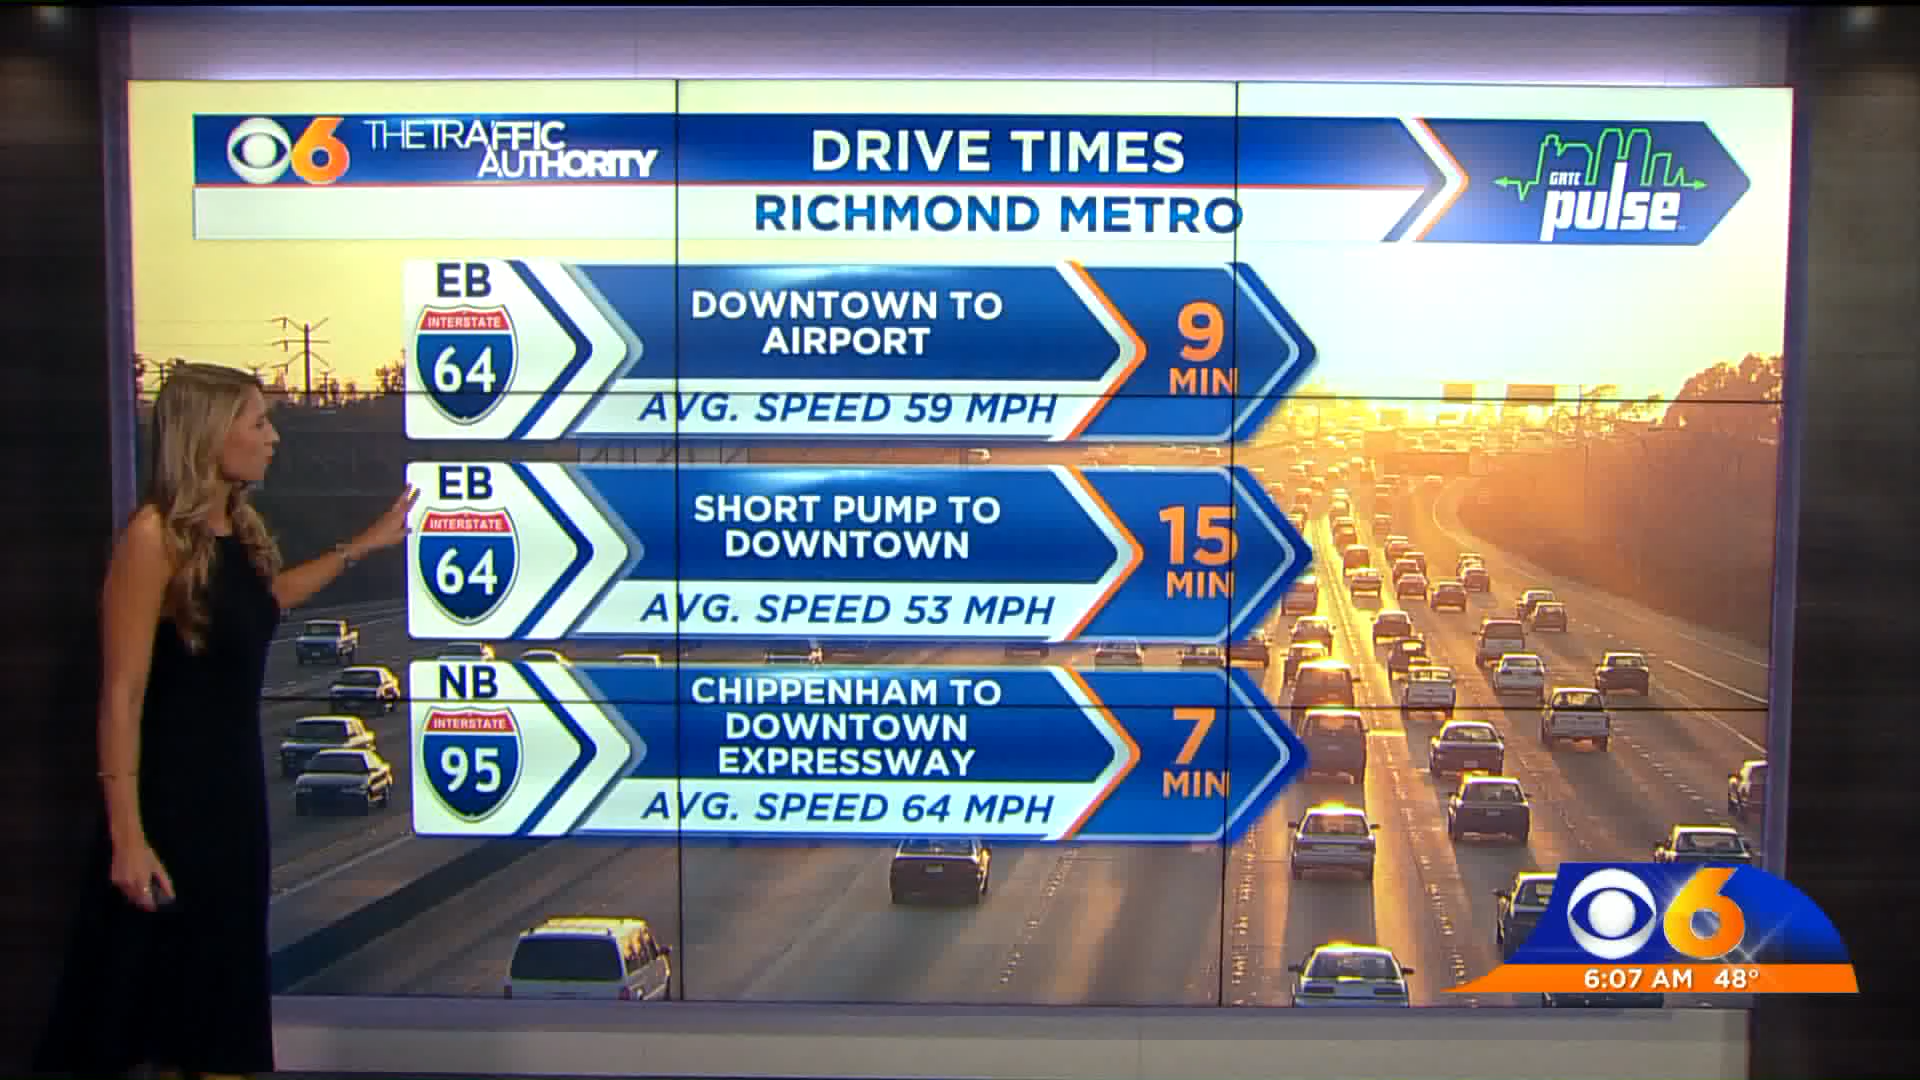 6 THE TRAFFIC
AUTHORITY
DRIVE TIMES
RICHMOND METRO
GRTC
pulse
EB
INTERSTATE
64
DOWNTOWN TO
AIRPORT
AVG. SPEED 59 MPH
9
MIN
EB
INTERSTATE
64
SHORT PUMP TO
DOWNTOWN
AVG. SPEED 53 MPH
15
MIN
NB
INTERSTATE
95
CHIPPENHAM TO
DOWNTOWN
EXPRESSWAY
AVG. SPEED 64 MPH
7
MIN
6
6:07 AM 48°